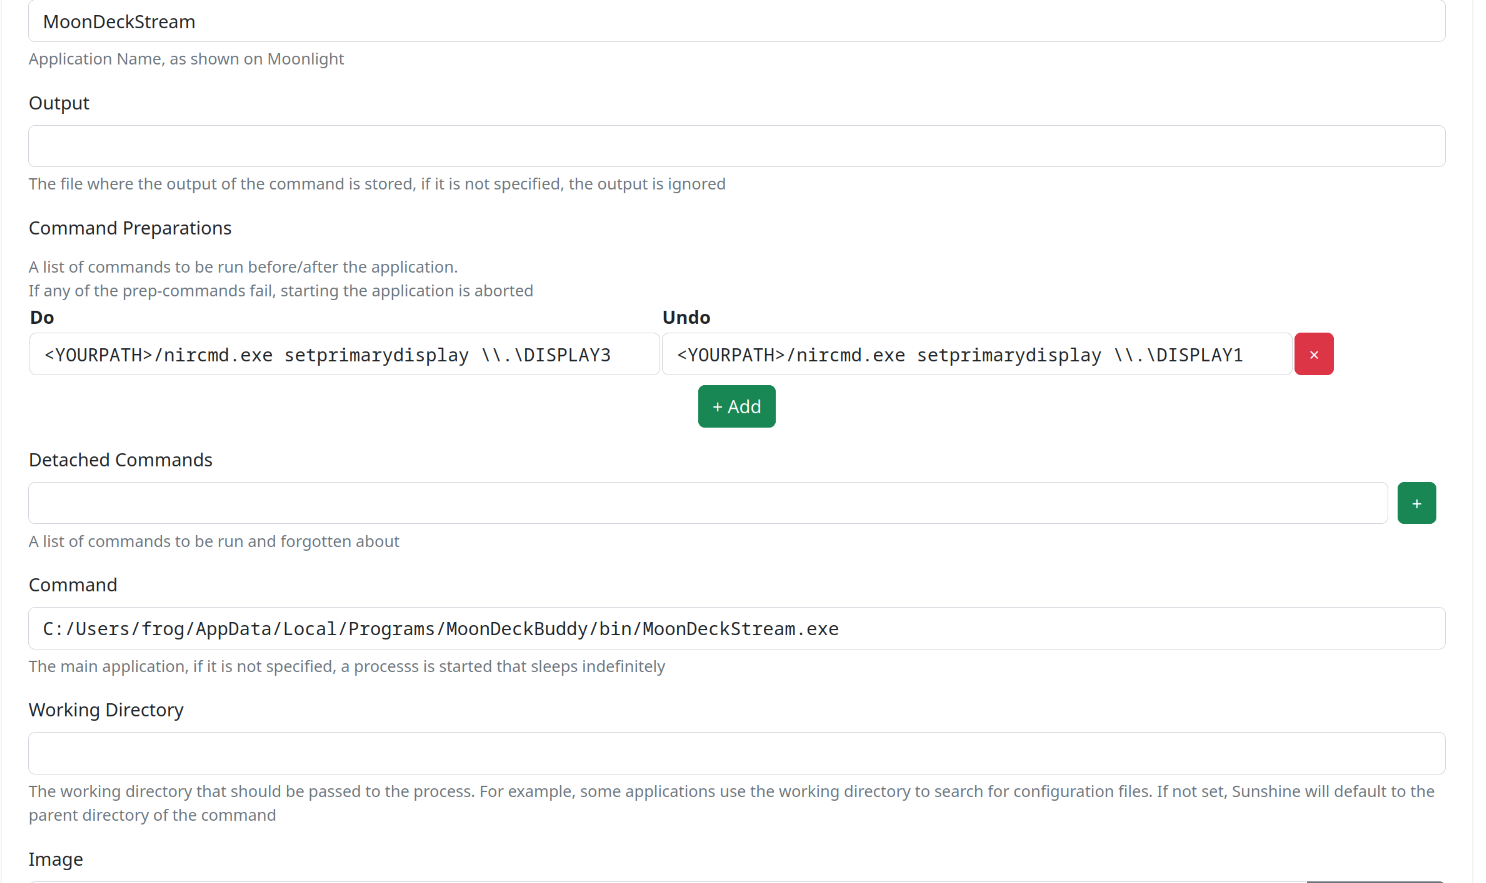 MoonDeckStream
Application Name, as shown on Moonlight
Output
The file where the output of the command is stored, if it is not specified, the output is ignored
Command Preparations
A list of commands to be run before/after the application.
If any of the prep-commands fail, starting the application is aborted
Do Undo
<YOURPATH>/nircmd.exe setprimarydisplay \\.\DISPLAY3 <YOURPATH>/nircmd.exe setprimarydisplay \\.\DISPLAY1 ×
+ Add
Detached Commands
+
A list of commands to be run and forgotten about
Command
C:/Users/frog/AppData/Local/Programs/MoonDeckBuddy/bin/MoonDeckStream.exe
The main application, if it is not specified, a processs is started that sleeps indefinitely
Working Directory
The working directory that should be passed to the process. For example, some applications use the working directory to search for configuration files. If not set, Sunshine will default to the
parent directory of the command
Image